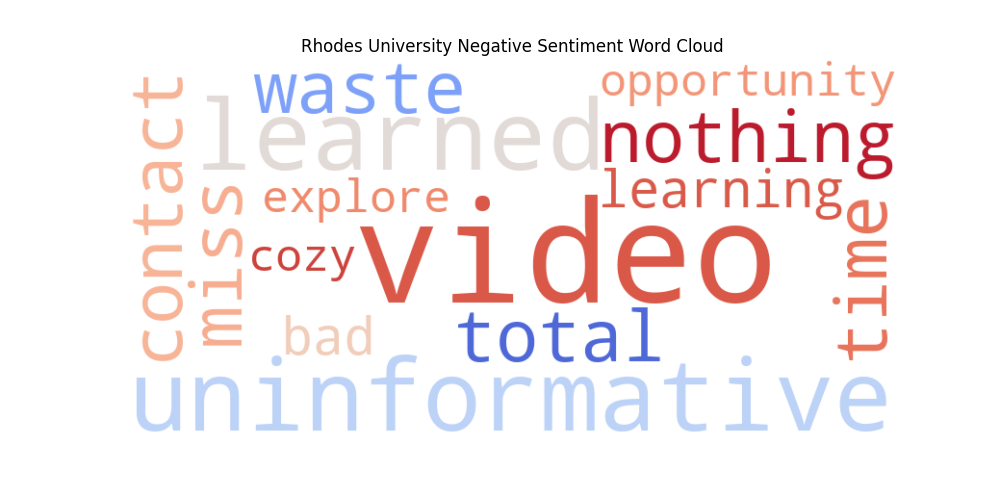 Rhodes University Negative Sentiment Word Cloud
contact
waste
opportunity
learned
nothing
miss
explore
learning
cozy
video
time
bad
total
uninformative